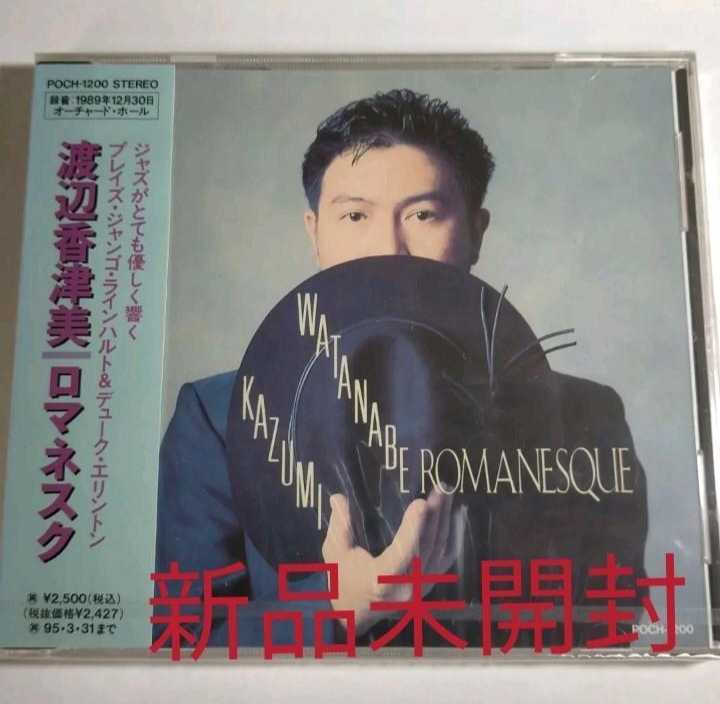 POCH-1200 STEREO
録音:1989年12月30日
オーチャード・ホール
ジャズがとても優しく響く
プレイズ・ジャンゴ・ラインハルト&デューク・エリントン
渡辺香津美|ロマネスク
¥2,500(税込)
(税抜価格¥2,427)
95・3・31まで
WATANABE
KAZUMI
ROMANESQUE
新品未開封
POCH-1200